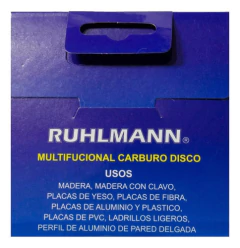 RUHLMANN®
MULTIFUCIONAL CARBURO DISCO
USOS
MADERA, MADERA CON CLAVO,
PLACAS DE YESO, PLACAS DE FIBRA,
PLACAS DE ALUMINIO Y PLASTICO,
PLACAS DE PVC, LADRILLOS LIGEROS,
PERFIL DE ALUMINIO DE PARED DELGADA